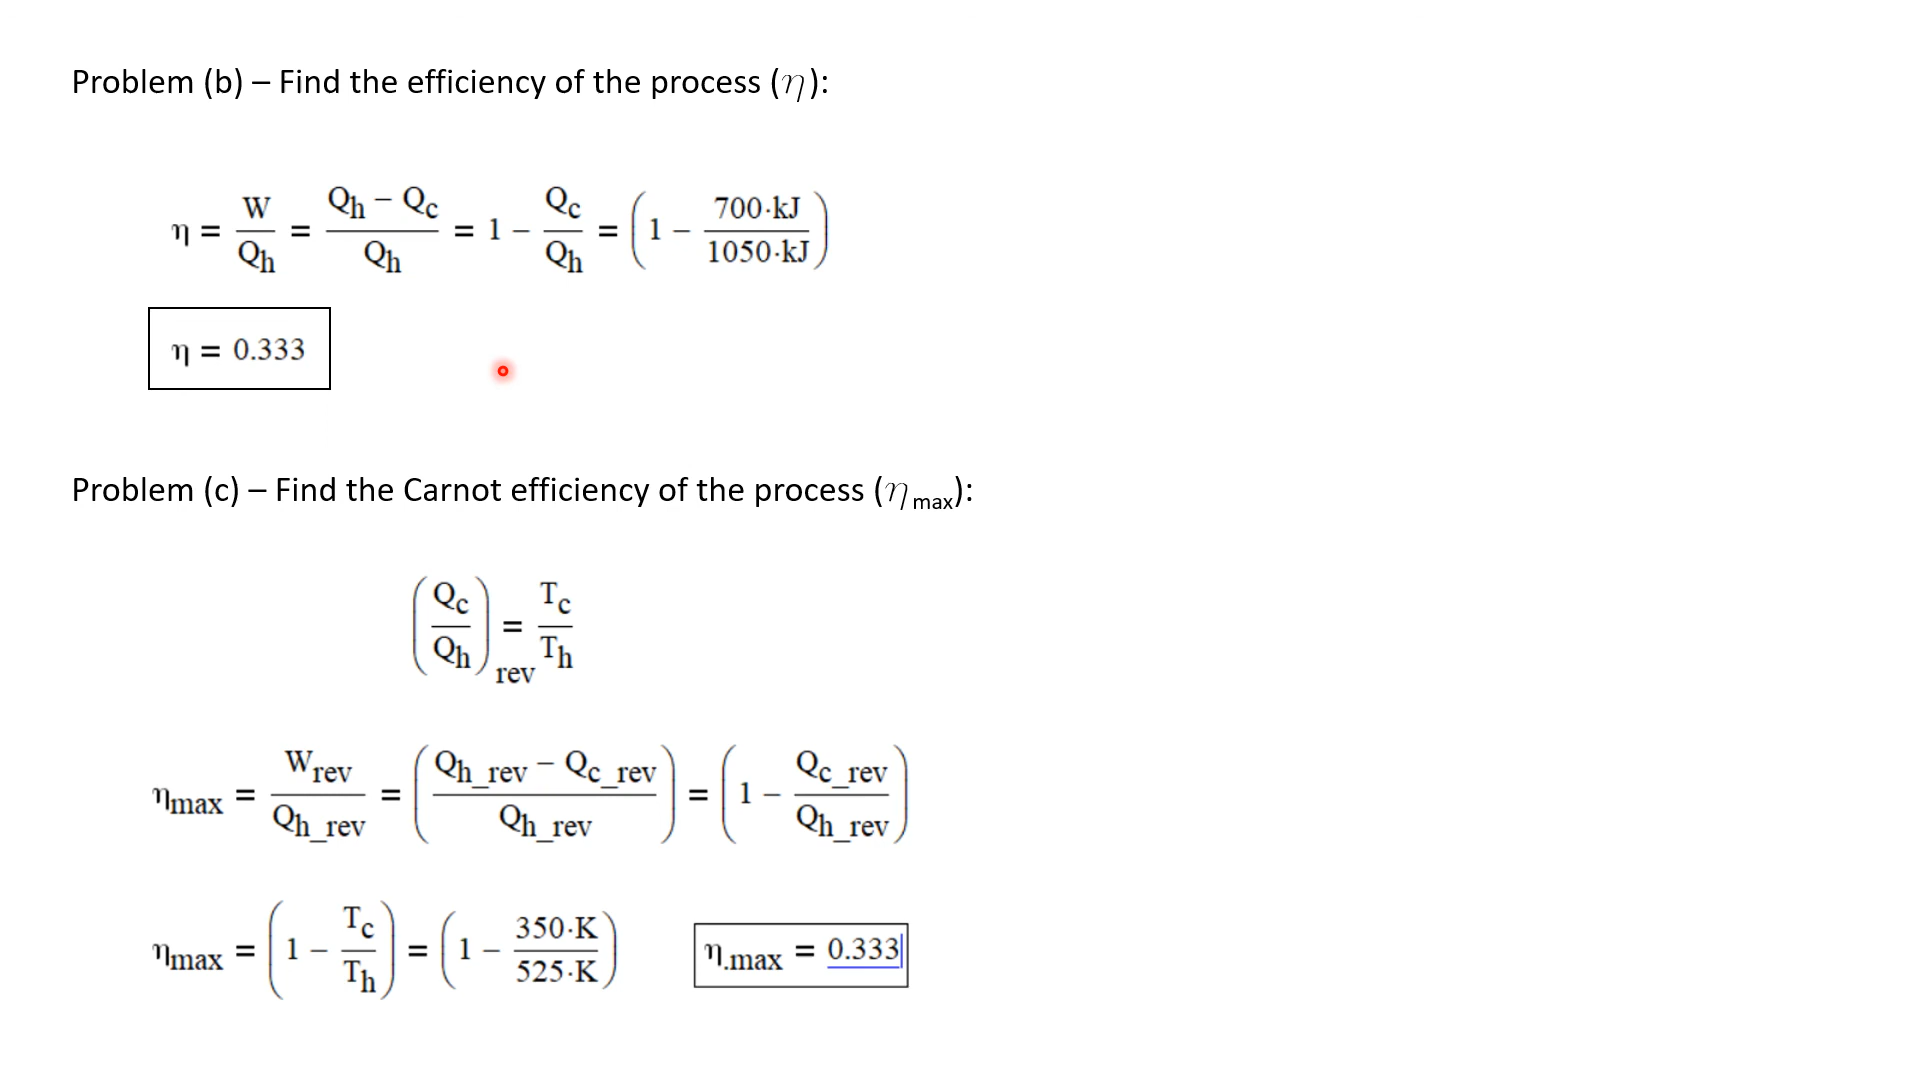 Problem (b) – Find the efficiency of the process (η):
η = W/Qh = (Qh − Qc)/Qh = 1 − Qc/Qh = (1 − 700·kJ/1050·kJ)
η = 0.333
Problem (c) – Find the Carnot efficiency of the process (ηmax):
(Qc/Qh)rev = Tc/Th
ηmax = Wrev/Qh_rev = ((Qh_rev − Qc_rev)/Qh_rev) = (1 − Qc_rev/Qh_rev)
ηmax = (1 − Tc/Th) = (1 − 350·K/525·K) η.max = 0.333